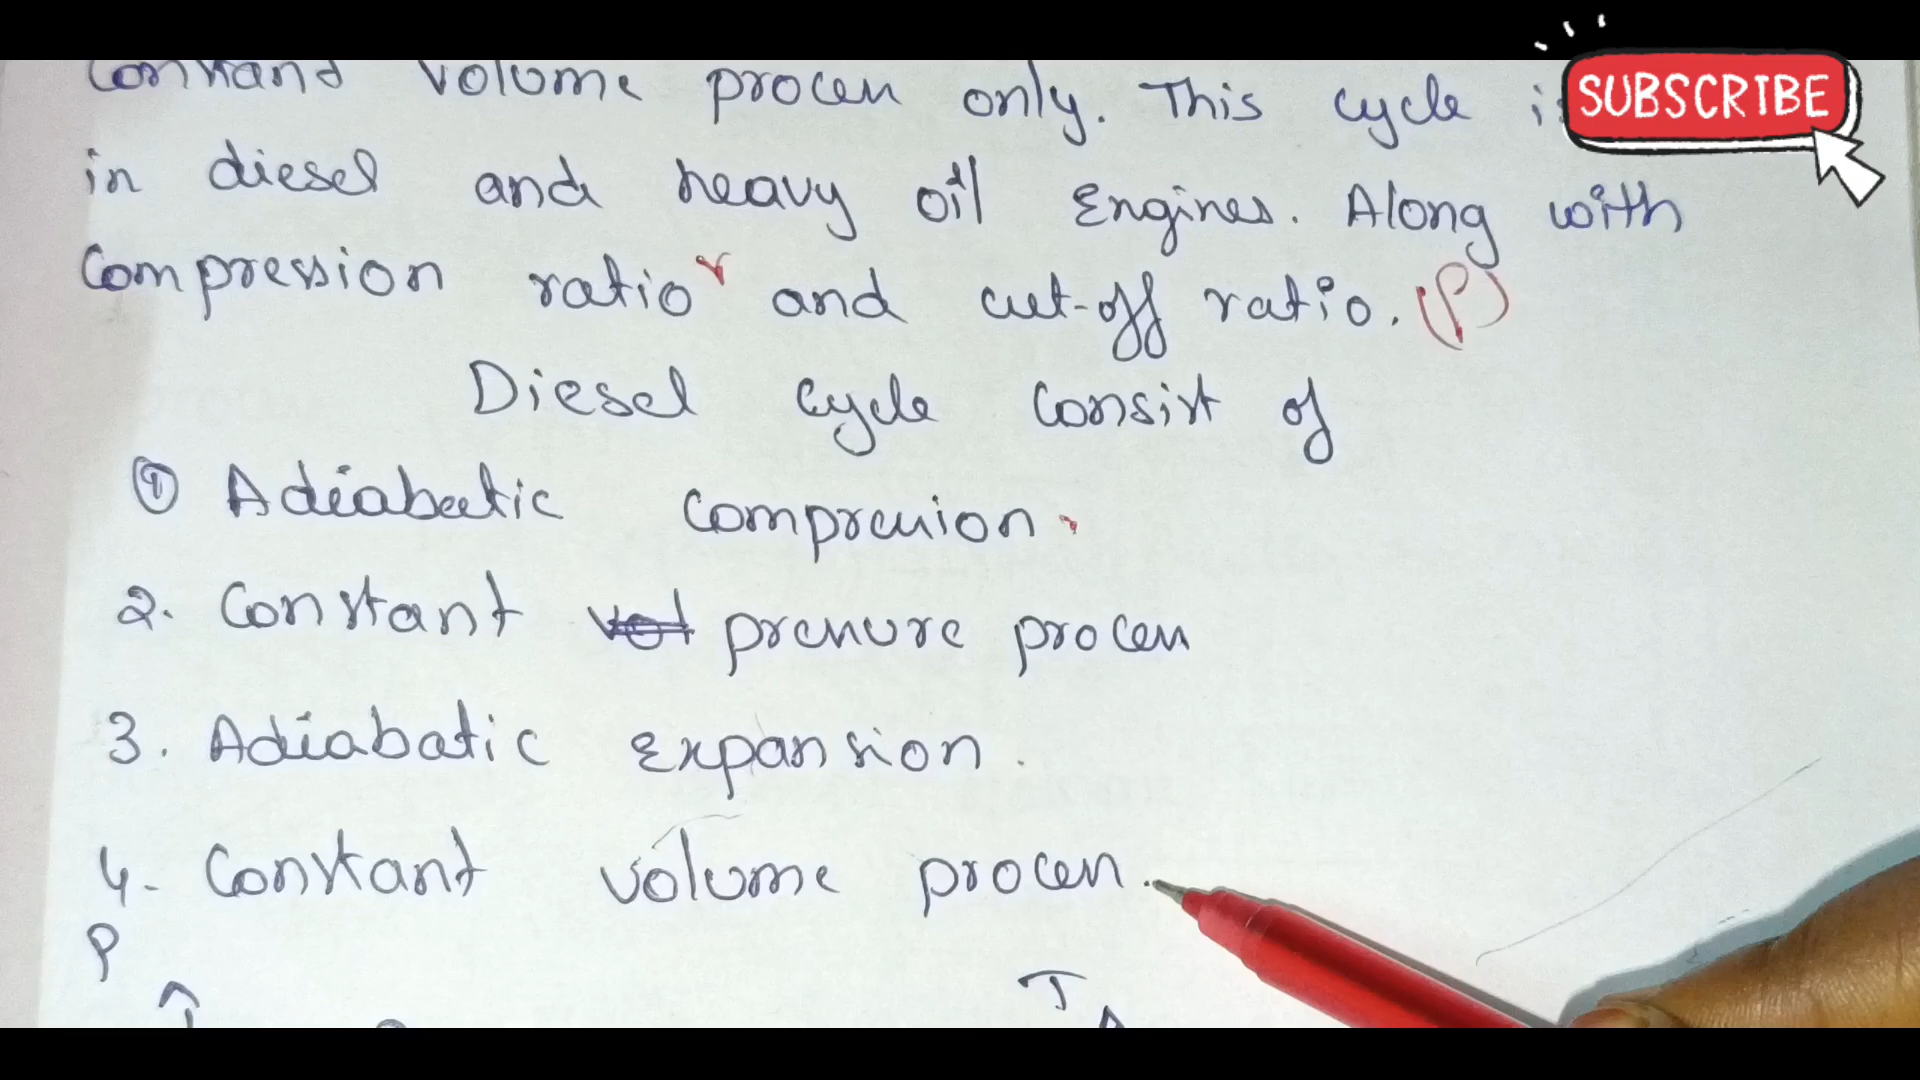 Constand volume process only. This cycle is
SUBSCRIBE
in diesel and heavy oil Engines. Along with
Compression ratio r and cut-off ratio. (ρ)
Diesel cycle consist of
① Adiabatic compression.
2. Constant vol pressure process
3. Adiabatic Expansion.
4. Constant volume process.
P
T